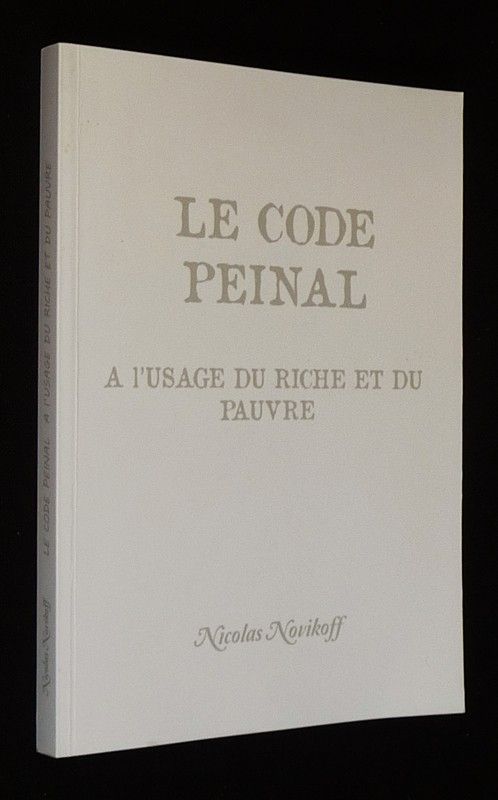 LE CODE
PEINAL
A l'USAGE DU RICHE ET DU
PAUVRE
Nicolas Novikoff
LE CODE PEINAL A l'USAGE DU RICHE ET DU PAUVRE
Nicolas Novikoff